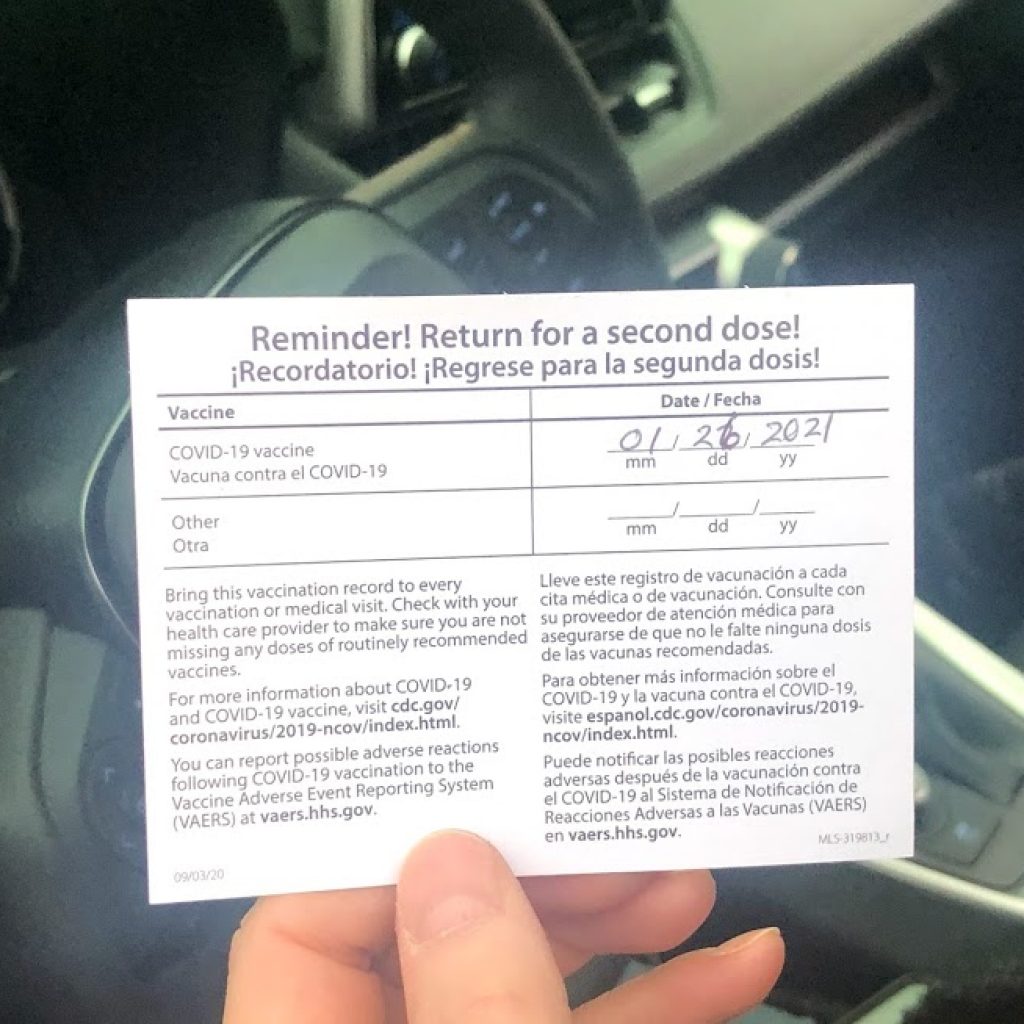 Reminder! Return for a second dose!
¡Recordatorio! ¡Regrese para la segunda dosis!
Vaccine
Date / Fecha
COVID-19 vaccine
Vacuna contra el COVID-19
01 / 26 / 2021
mm dd yy
Other
Otra
___/___/___
mm dd yy
Bring this vaccination record to every
vaccination or medical visit. Check with your
health care provider to make sure you are not
missing any doses of routinely recommended
vaccines.
For more information about COVID-19
and COVID-19 vaccine, visit cdc.gov/
coronavirus/2019-ncov/index.html.
You can report possible adverse reactions
following COVID-19 vaccination to the
Vaccine Adverse Event Reporting System
(VAERS) at vaers.hhs.gov.
09/03/20
Lleve este registro de vacunación a cada
cita médica o de vacunación. Consulte con
su proveedor de atención médica para
asegurarse de que no le falte ninguna dosis
de las vacunas recomendadas.
Para obtener más información sobre el
COVID-19 y la vacuna contra el COVID-19,
visite espanol.cdc.gov/coronavirus/2019-
ncov/index.html.
Puede notificar las posibles reacciones
adversas después de la vacunación contra
el COVID-19 al Sistema de Notificación de
Reacciones Adversas a las Vacunas (VAERS)
en vaers.hhs.gov.
MLS-319813_r